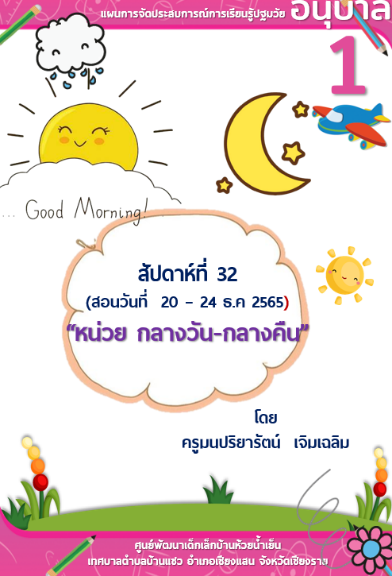 แผนการจัดประสบการณ์การเรียนรู้ปฐมวัย อนุบาล
1
... Good Morning!
สัปดาห์ที่ 32
(สอนวันที่ 20 - 24 ธ.ค 2565)
"หน่วย กลางวัน-กลางคืน"
โดย
ครูมนปริยารัตน์ เจิมเฉลิม
ศูนย์พัฒนาเด็กเล็กบ้านห้วยน้ำเย็น
เทศบาลตำบลบ้านแซว อำเภอเชียงแสน จังหวัดเชียงราย